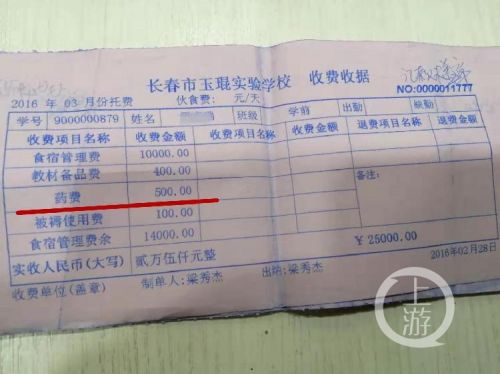 长春市玉琨实验学校 收费收据
NO:0000011777
2016 年 03 月份托费 伙食费: 元/天
学号 9000000879 姓名 班级 学前 出勤 缺勤
收费项目名称 收费金额 收费项目名称 收费金额 退费项目名称 退费金额
食宿管理费 10000.00
教材备品费 400.00 备注:
药费 500.00
被褥使用费 100.00
食宿管理费余 14000.00 ￥25000.00
实收人民币(大写) 贰万伍仟元整
2016年02月28日
收费单位(盖章) 制单人:梁秀杰 出纳:梁秀杰
上游